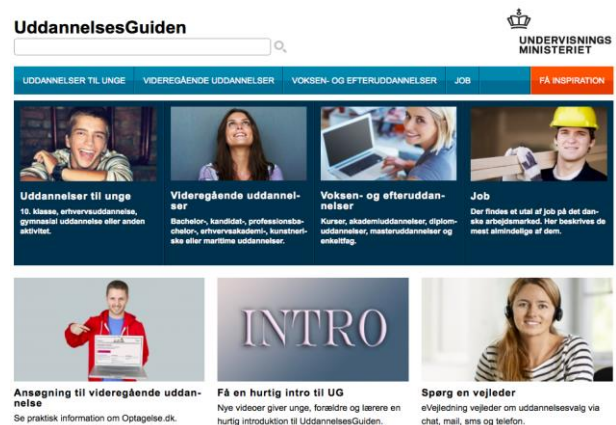 UddannelsesGuiden
UNDERVISNINGS
MINISTERIET
UDDANNELSER TIL UNGE
VIDEREGÅENDE UDDANNELSER
VOKSEN- OG EFTERUDDANNELSER
JOB
FÅ INSPIRATION
Uddannelser til unge
10. klasse, erhvervsuddannelse,
gymnasial uddannelse eller anden
aktivitet.
Videregående uddannel-
ser
Bachelor-, kandidat-, professionsba-
chelor-, erhvervsakademi-, kunstneri-
ske eller maritime uddannelser.
Voksen- og efteruddan-
nelser
Kurser, akademiuddannelser, diplom-
uddannelser, masteruddannelser og
enkeltfag.
Job
Der findes et utal af job på det dan-
ske arbejdsmarked. Her beskrives de
mest almindelige af dem.
INTRO
Ansøgning til videregående uddan-
nelse
Se praktisk information om Optagelse.dk.
Få en hurtig intro til UG
Nye videoer giver unge, forældre og lærere en
hurtig introduktion til UddannelsesGuiden.
Spørg en vejleder
eVejledning vejleder om uddannelsesvalg via
chat, mail, sms og telefon.